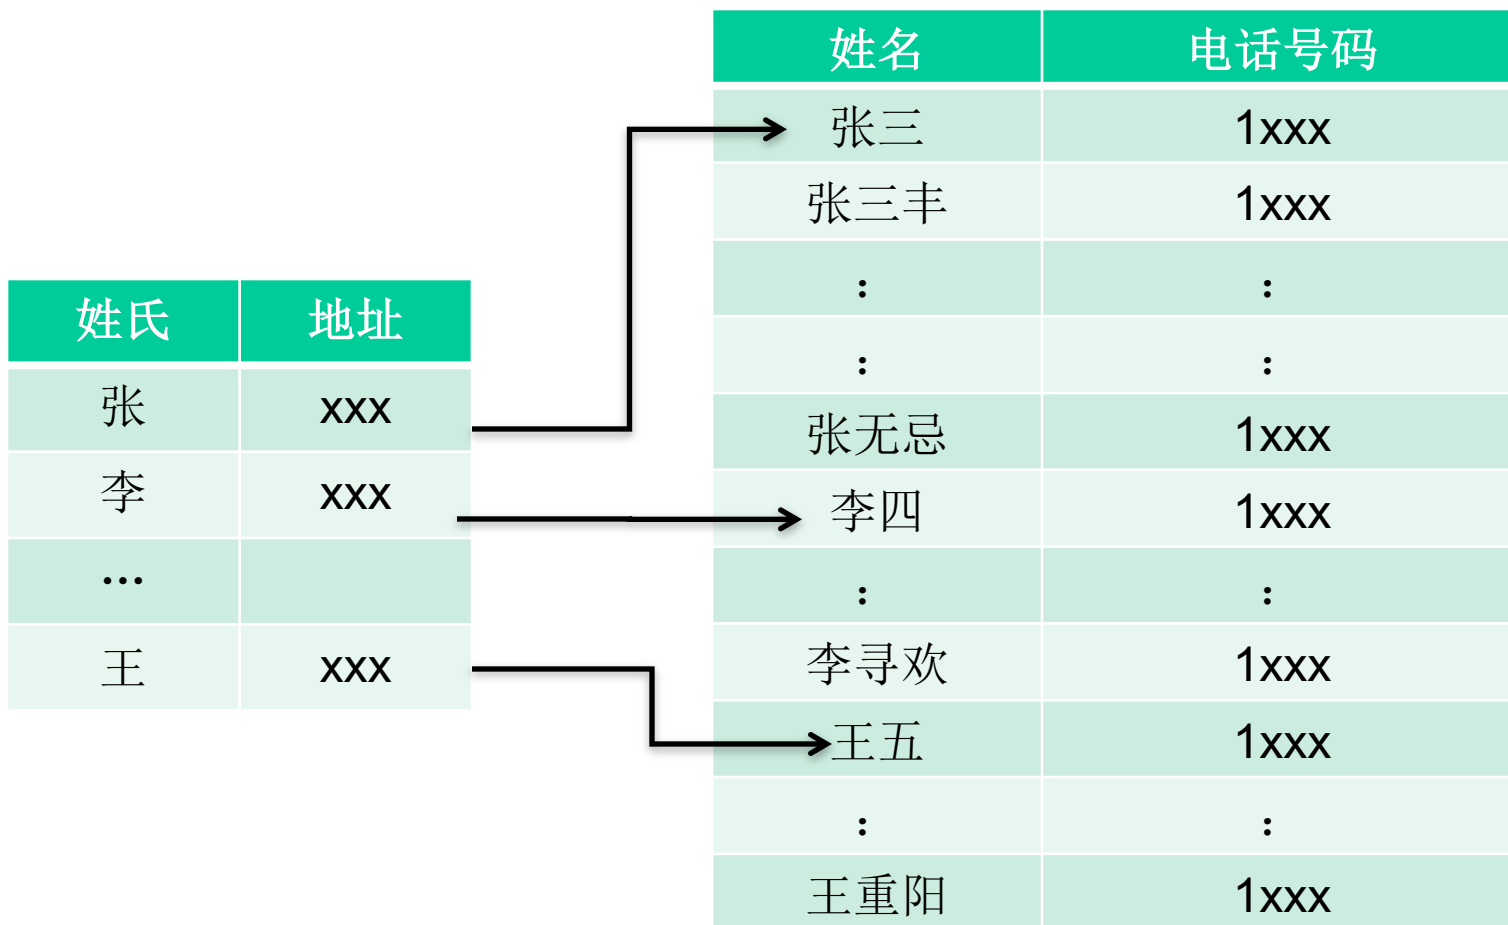 姓氏 地址
张 xxx
李 xxx
…
王 xxx
姓名 电话号码
张三 1xxx
张三丰 1xxx
: :
: :
张无忌 1xxx
李四 1xxx
: :
李寻欢 1xxx
王五 1xxx
: :
王重阳 1xxx